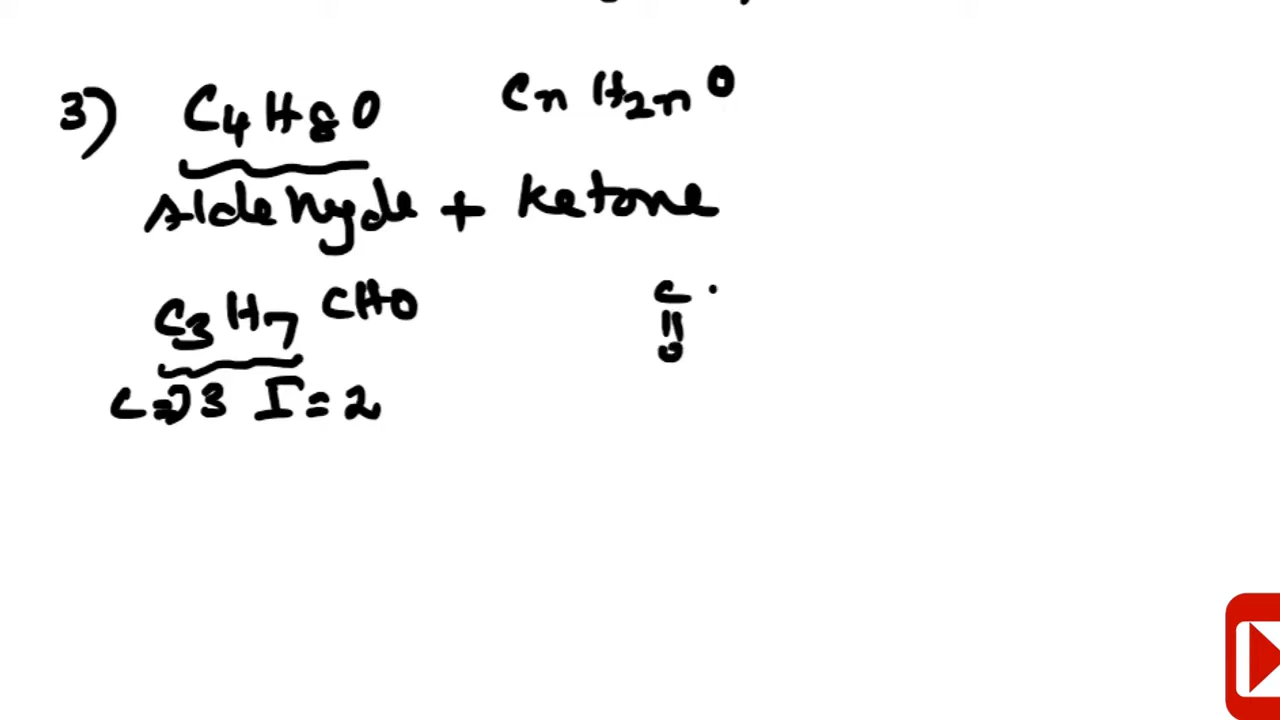 3) C4H8O CnH2nO
Aldehyde + Ketone
C3H7 CHO C
=
O
C=)3 I=2